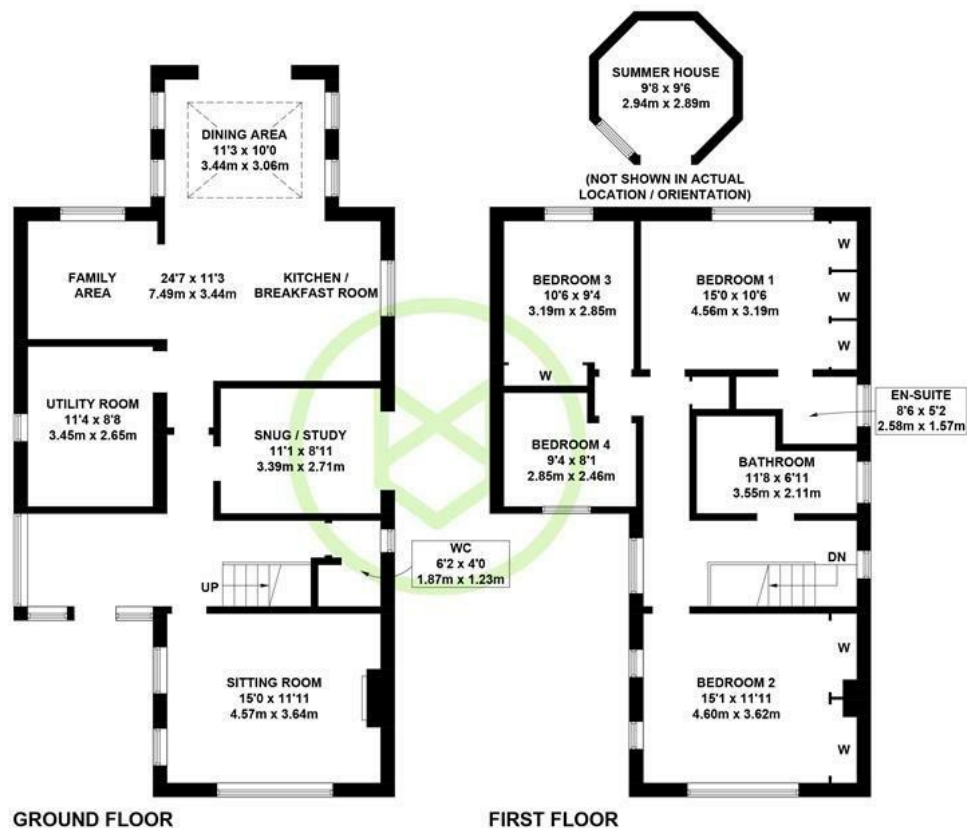 DINING AREA
11'3 x 10'0
3.44m x 3.06m
FAMILY
AREA
24'7 x 11'3
7.49m x 3.44m
KITCHEN /
BREAKFAST ROOM
UTILITY ROOM
11'4 x 8'8
3.45m x 2.65m
SNUG / STUDY
11'1 x 8'11
3.39m x 2.71m
WC
6'2 x 4'0
1.87m x 1.23m
UP
SITTING ROOM
15'0 x 11'11
4.57m x 3.64m
GROUND FLOOR
SUMMER HOUSE
9'8 x 9'6
2.94m x 2.89m
(NOT SHOWN IN ACTUAL
LOCATION / ORIENTATION)
BEDROOM 3
10'6 x 9'4
3.19m x 2.85m
W
BEDROOM 1
15'0 x 10'6
4.56m x 3.19m
W
W
W
EN-SUITE
8'6 x 5'2
2.58m x 1.57m
BEDROOM 4
9'4 x 8'1
2.85m x 2.46m
BATHROOM
11'8 x 6'11
3.55m x 2.11m
DN
BEDROOM 2
15'1 x 11'11
4.60m x 3.62m
W
W
FIRST FLOOR